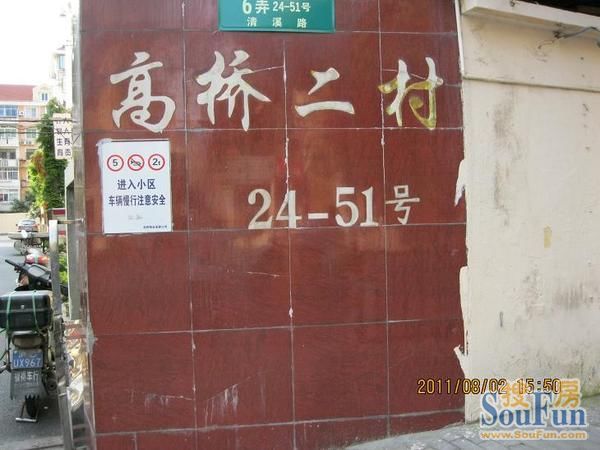 6弄 24-51号
清溪路
高桥二村
5 2t
进入小区
车辆慢行注意安全
24-51号
UX967
2011/08/02 15:50
搜房
SouFun
www.SouFun.com